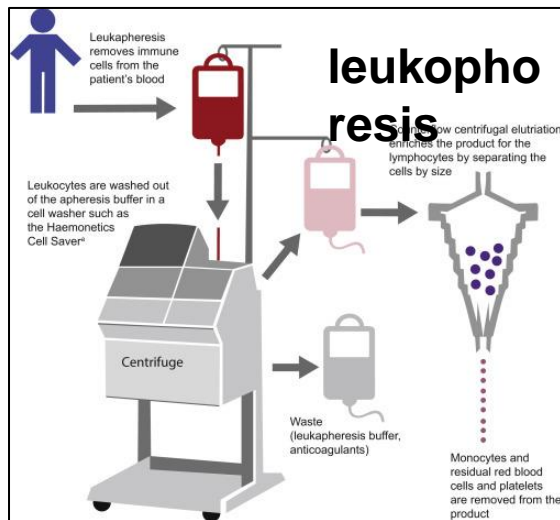 Leukapheresis
removes immune
cells from the
patient's blood
leukopho
resis
Counterflow centrifugal elutriation
enriches the product for the
lymphocytes by separating the
cells by size
Leukocytes are washed out
of the apheresis buffer in a
cell washer such as
the Haemonetics
Cell Saverᵃ
Centrifuge
Waste
(leukapheresis buffer,
anticoagulants)
Monocytes and
residual red blood
cells and platelets
are removed from the
product